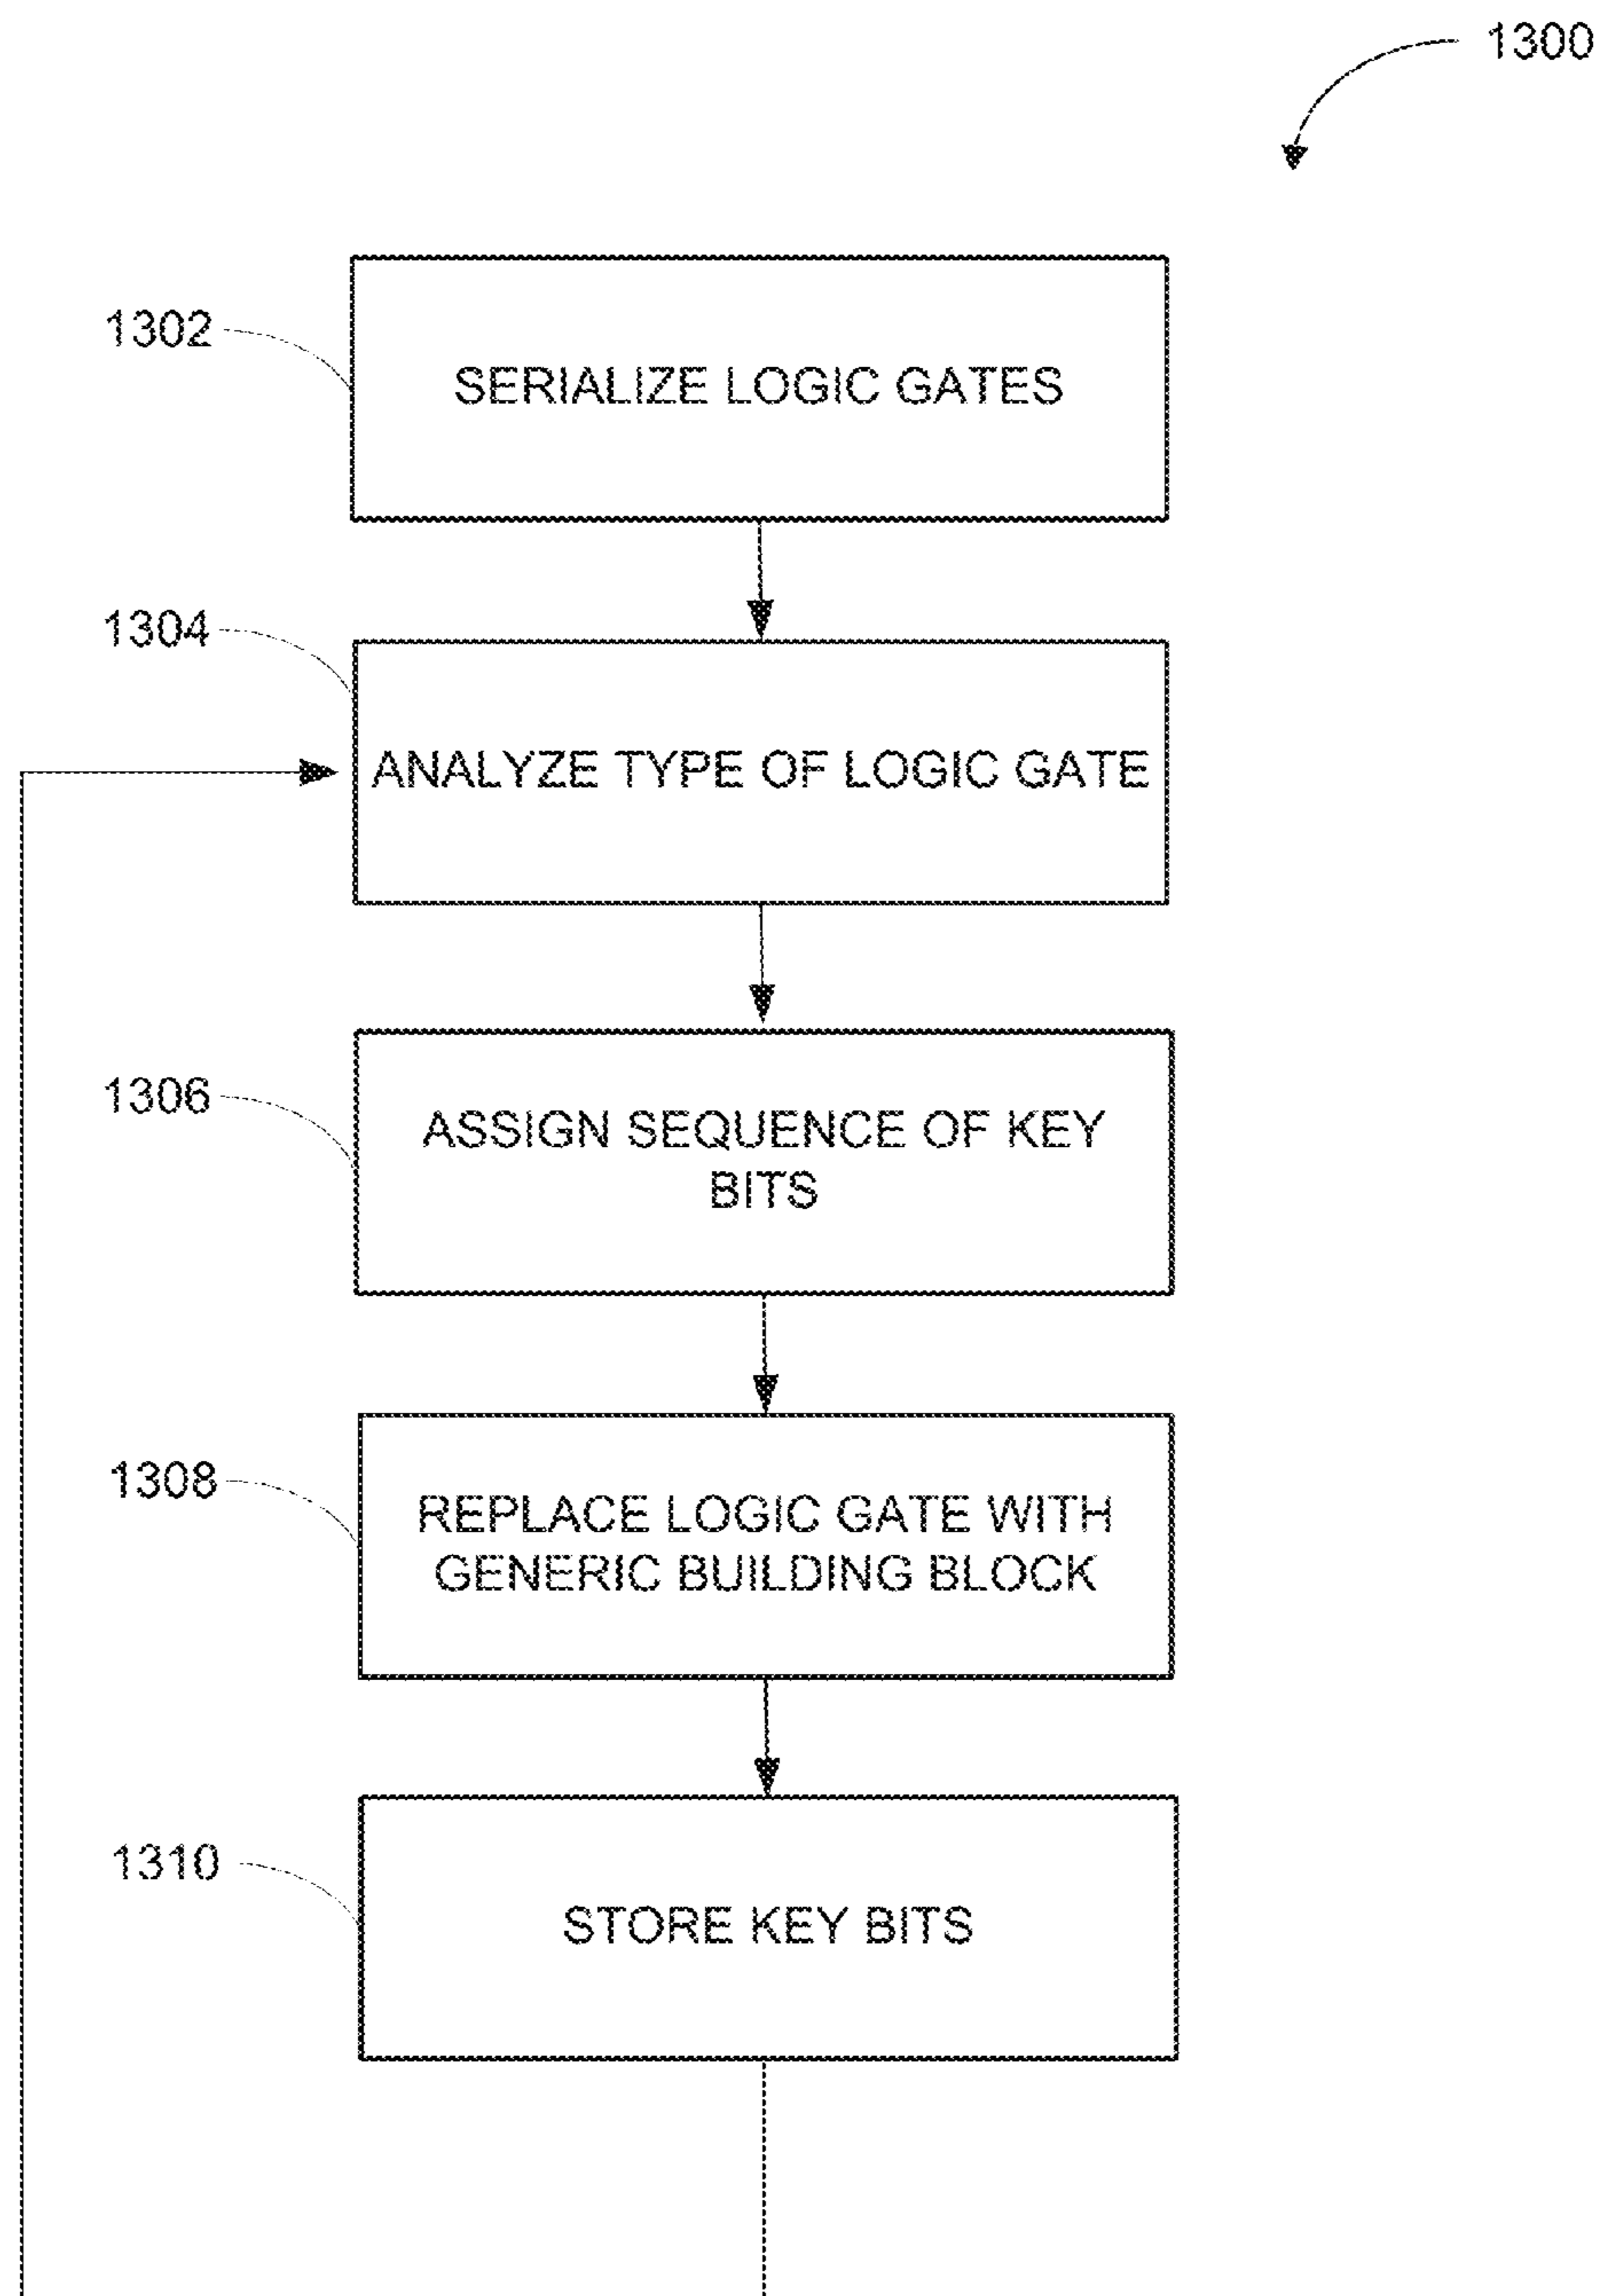 1300
1302
SERIALIZE LOGIC GATES
1304
ANALYZE TYPE OF LOGIC GATE
1306
ASSIGN SEQUENCE OF KEY
BITS
1308
REPLACE LOGIC GATE WITH
GENERIC BUILDING BLOCK
1310
STORE KEY BITS